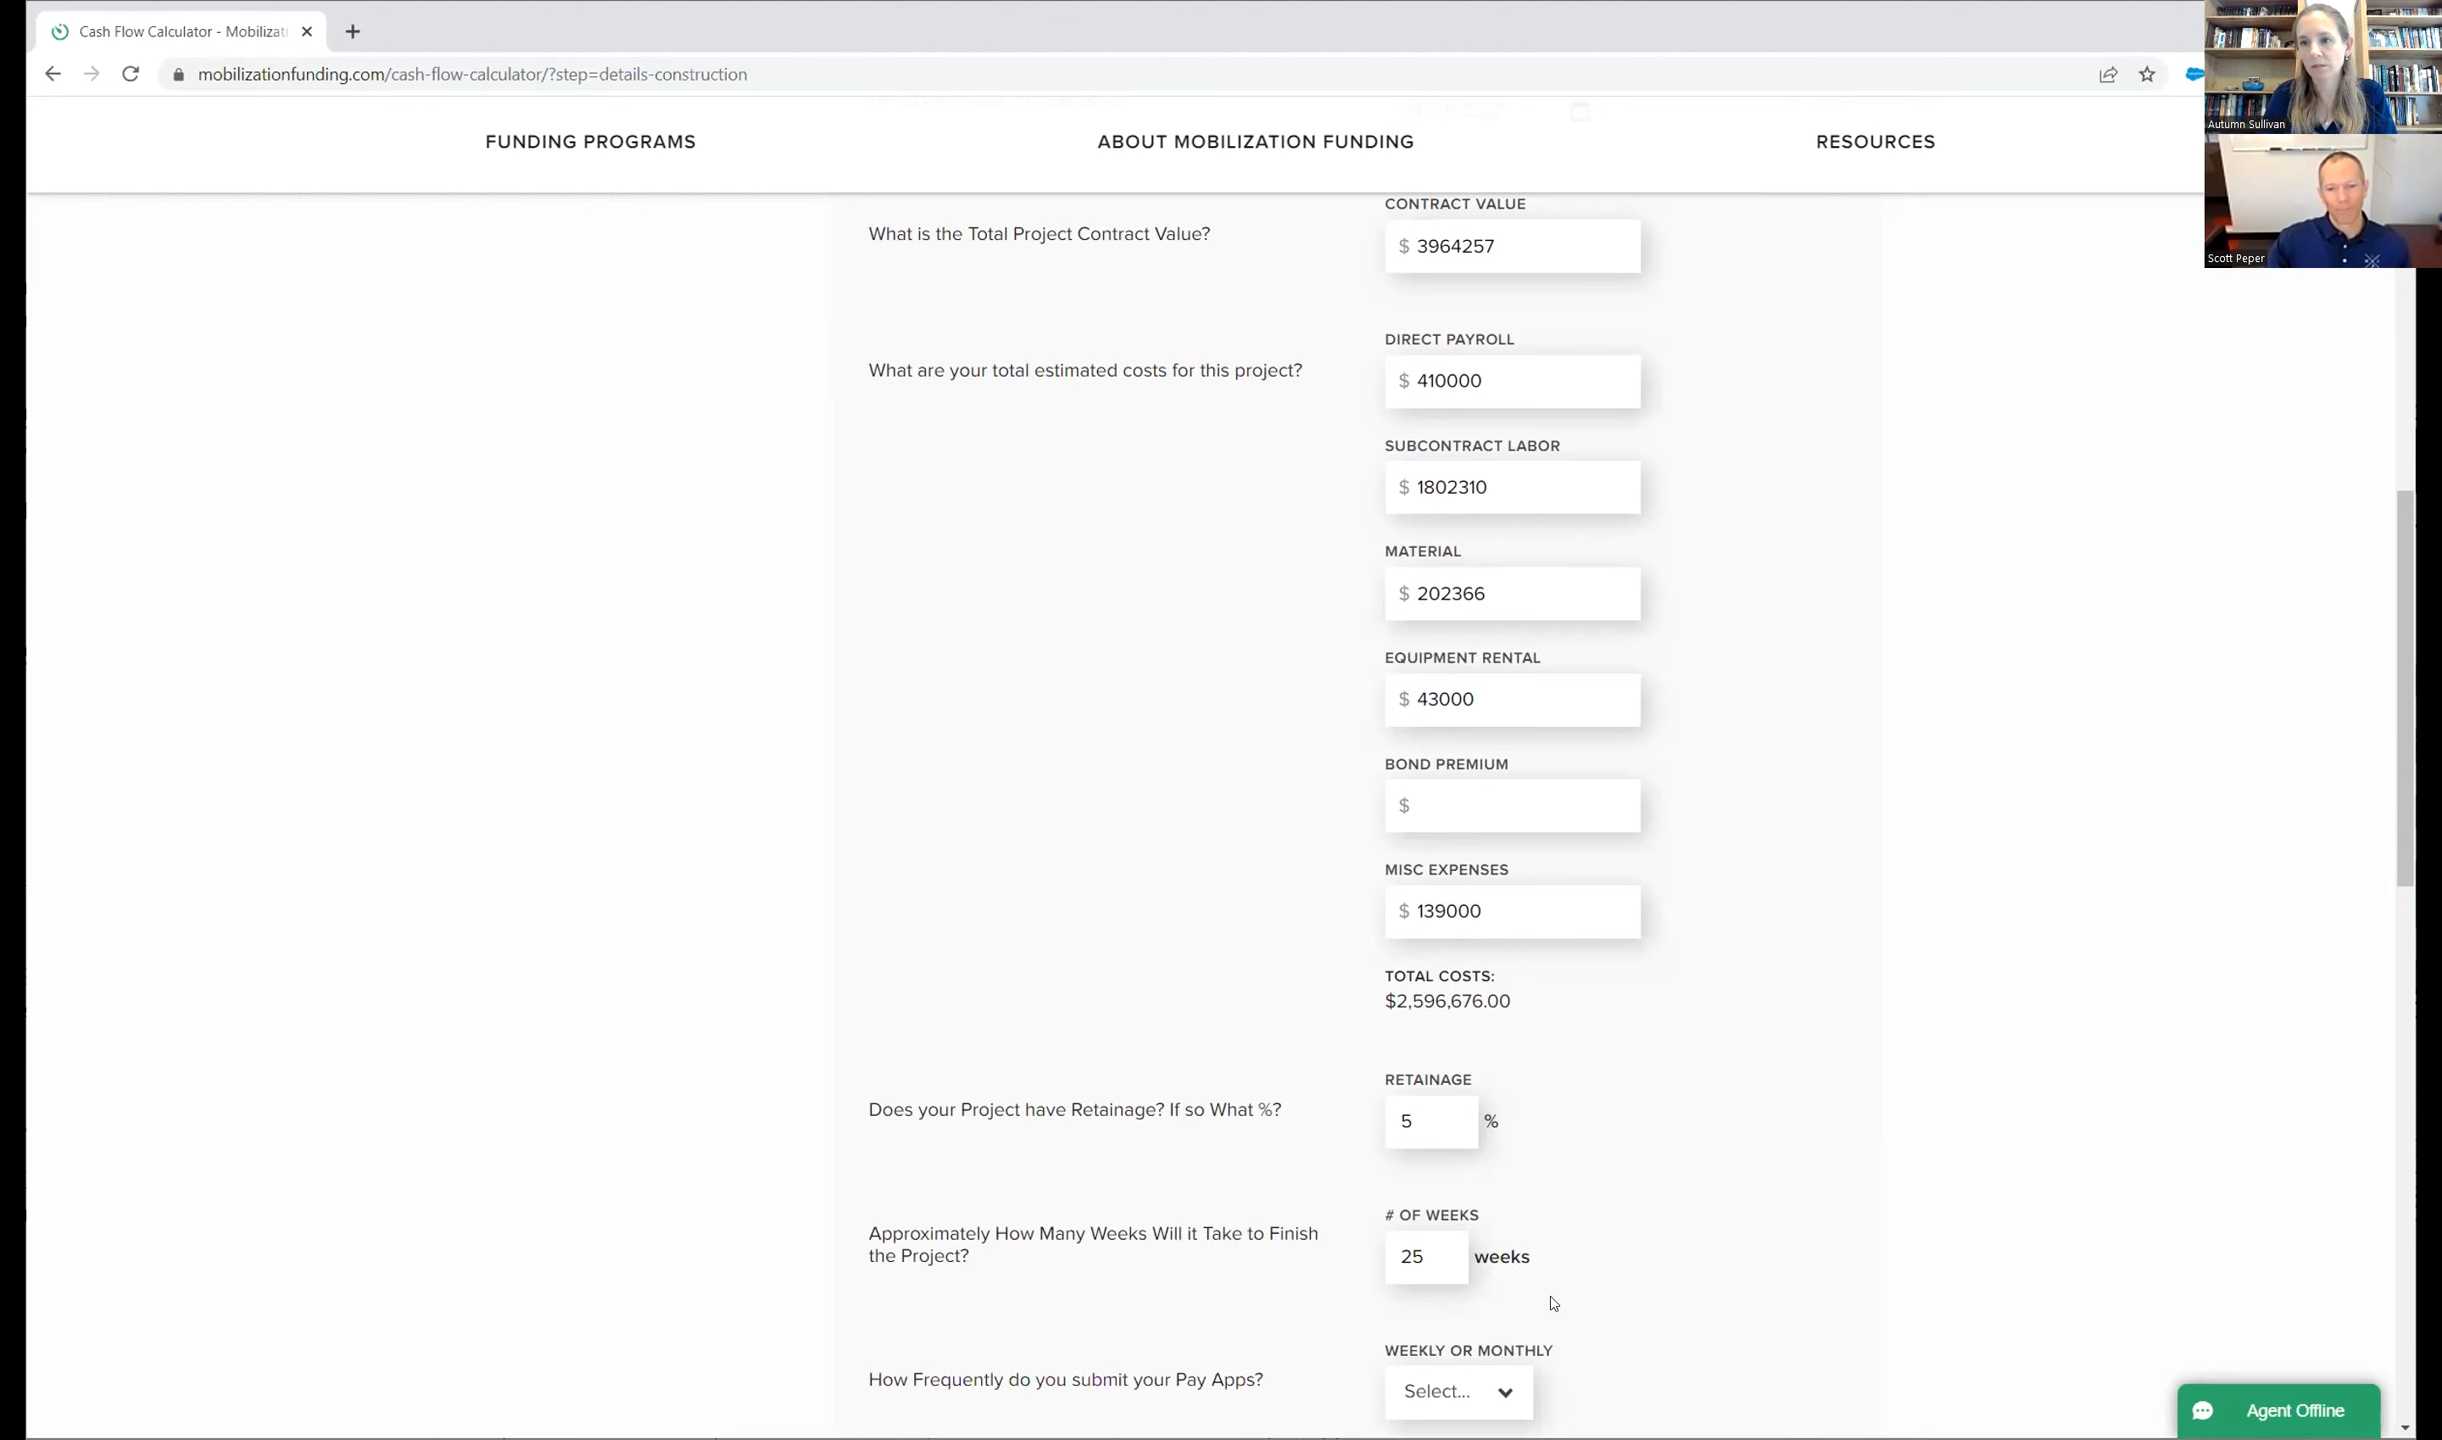 Cash Flow Calculator - Mobilizati
mobilizationfunding.com/cash-flow-calculator/?step=details-construction
Autumn Sullivan
Scott Peper
FUNDING PROGRAMS
ABOUT MOBILIZATION FUNDING
RESOURCES
CONTRACT VALUE
What is the Total Project Contract Value?
$ 3964257
DIRECT PAYROLL
What are your total estimated costs for this project?
$ 410000
SUBCONTRACT LABOR
$ 1802310
MATERIAL
$ 202366
EQUIPMENT RENTAL
$ 43000
BOND PREMIUM
$
MISC EXPENSES
$ 139000
TOTAL COSTS:
$2,596,676.00
RETAINAGE
Does your Project have Retainage? If so What %?
5 %
# OF WEEKS
Approximately How Many Weeks Will it Take to Finish
the Project?
25 weeks
WEEKLY OR MONTHLY
How Frequently do you submit your Pay Apps?
Select...
Agent Offline